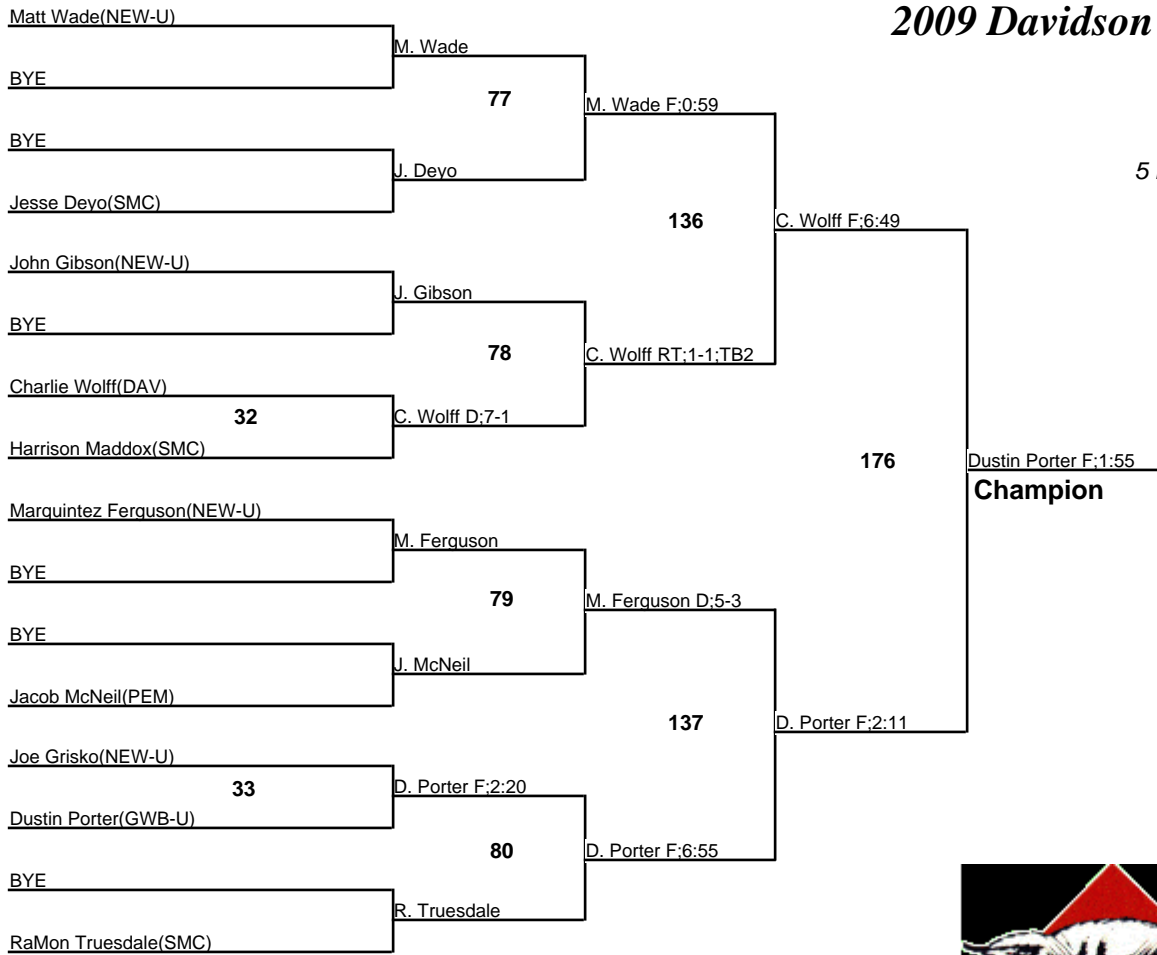 Matt Wade(NEW-U)
2009 Davidson
M. Wade
BYE
77
M. Wade F;0:59
BYE
J. Deyo
5
Jesse Deyo(SMC)
136
C. Wolff F;6:49
John Gibson(NEW-U)
J. Gibson
BYE
78
C. Wolff RT;1-1;TB2
Charlie Wolff(DAV)
32
C. Wolff D;7-1
Harrison Maddox(SMC)
176
Dustin Porter F;1:55
Champion
Marquintez Ferguson(NEW-U)
M. Ferguson
BYE
79
M. Ferguson D;5-3
BYE
J. McNeil
Jacob McNeil(PEM)
137
D. Porter F;2:11
Joe Grisko(NEW-U)
33
D. Porter F;2:20
Dustin Porter(GWB-U)
80
D. Porter F;6:55
BYE
R. Truesdale
RaMon Truesdale(SMC)